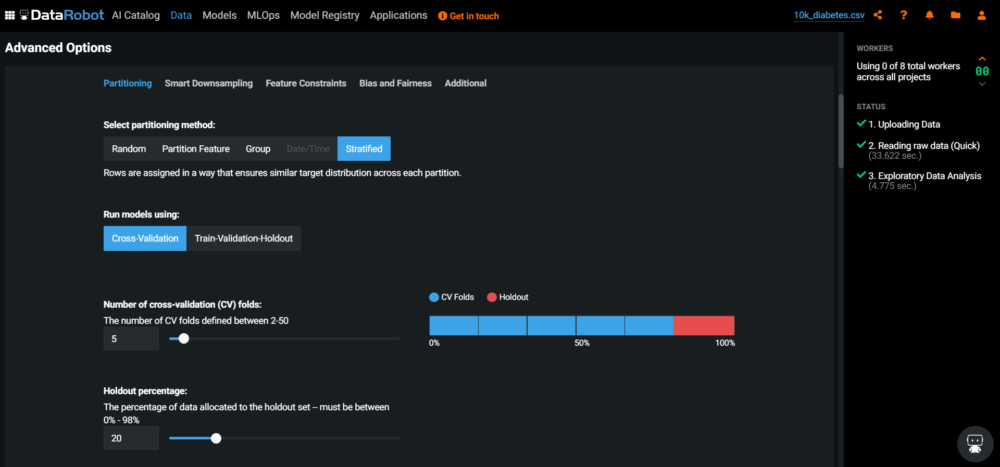 DataRobot AI Catalog Data Models MLOps Model Registry Applications Get in touch 10k_diabetes.csv
Advanced Options
Partitioning Smart Downsampling Feature Constraints Bias and Fairness Additional
Select partitioning method:
Random Partition Feature Group Date/Time Stratified
Rows are assigned in a way that ensures similar target distribution across each partition.
Run models using:
Cross-Validation Train-Validation-Holdout
Number of cross-validation (CV) folds:
The number of CV folds defined between 2-50
5
CV Folds Holdout
0% 50% 100%
Holdout percentage:
The percentage of data allocated to the holdout set -- must be between
0% - 98%
20
WORKERS
Using 0 of 8 total workers
across all projects
00
STATUS
1. Uploading Data
2. Reading raw data (Quick)
(33.622 sec.)
3. Exploratory Data Analysis
(4.775 sec.)